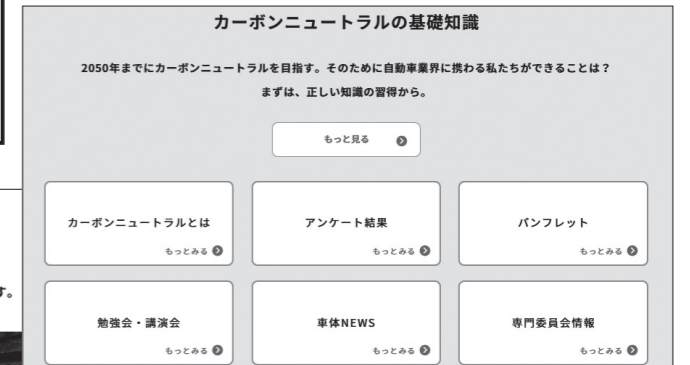 カーボンニュートラルの基礎知識
2050年までにカーボンニュートラルを目指す。そのために自動車業界に携わる私たちができることは？
まずは、正しい知識の習得から。
もっと見る
カーボンニュートラルとは
もっとみる
アンケート結果
もっとみる
パンフレット
もっとみる
す。
勉強会・講演会
もっとみる
車体NEWS
もっとみる
専門委員会情報
もっとみる